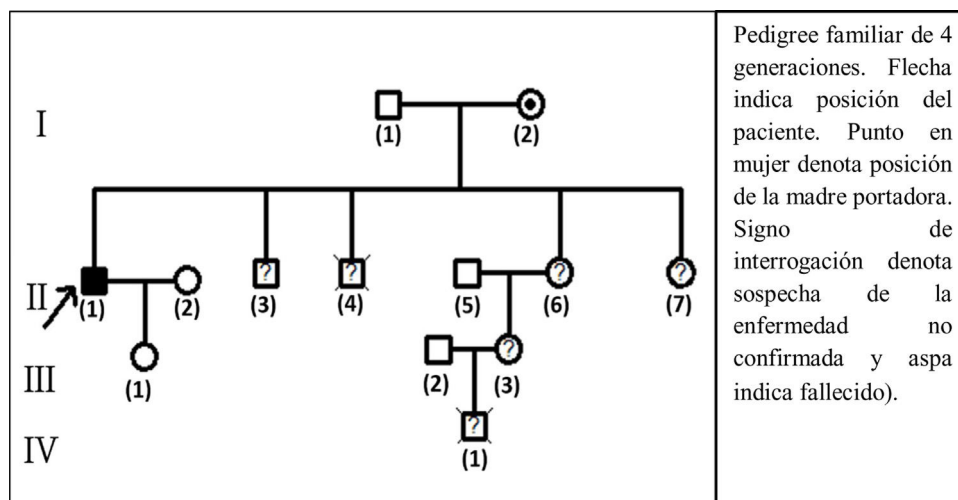 I
(1) (2)
II
? ? ? ?
(1) (2) (3) (4) (5) (6) (7)
III
?
(1) (2) (3)
IV
?
(1)
Pedigree familiar de 4
generaciones. Flecha
indica posición del
paciente. Punto en
mujer denota posición
de la madre portadora.
Signo de
interrogación denota
sospecha de la
enfermedad no
confirmada y aspa
indica fallecido).